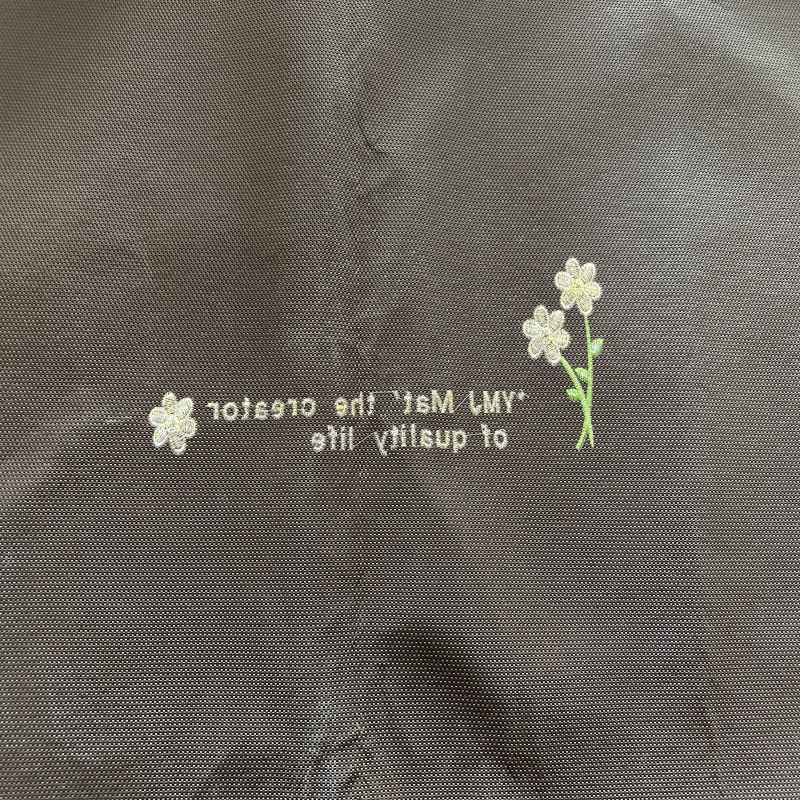 'YMJ Mat' the creator
of quality life